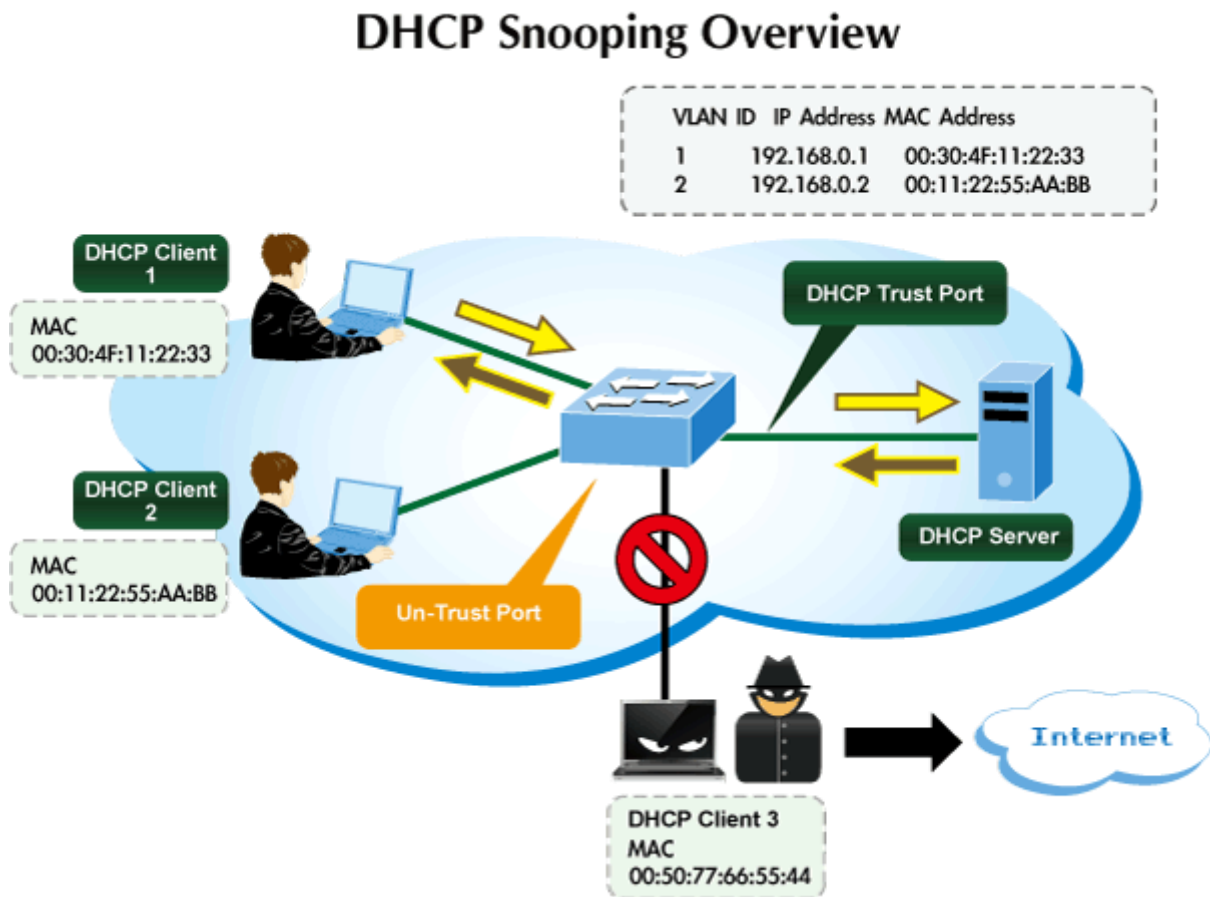 DHCP Snooping Overview
VLAN ID IP Address MAC Address
1 192.168.0.1 00:30:4F:11:22:33
2 192.168.0.2 00:11:22:55:AA:BB
DHCP Client
1
MAC
00:30:4F:11:22:33
DHCP Trust Port
DHCP Client
2
MAC
00:11:22:55:AA:BB
Un-Trust Port
DHCP Server
Internet
DHCP Client 3
MAC
00:50:77:66:55:44